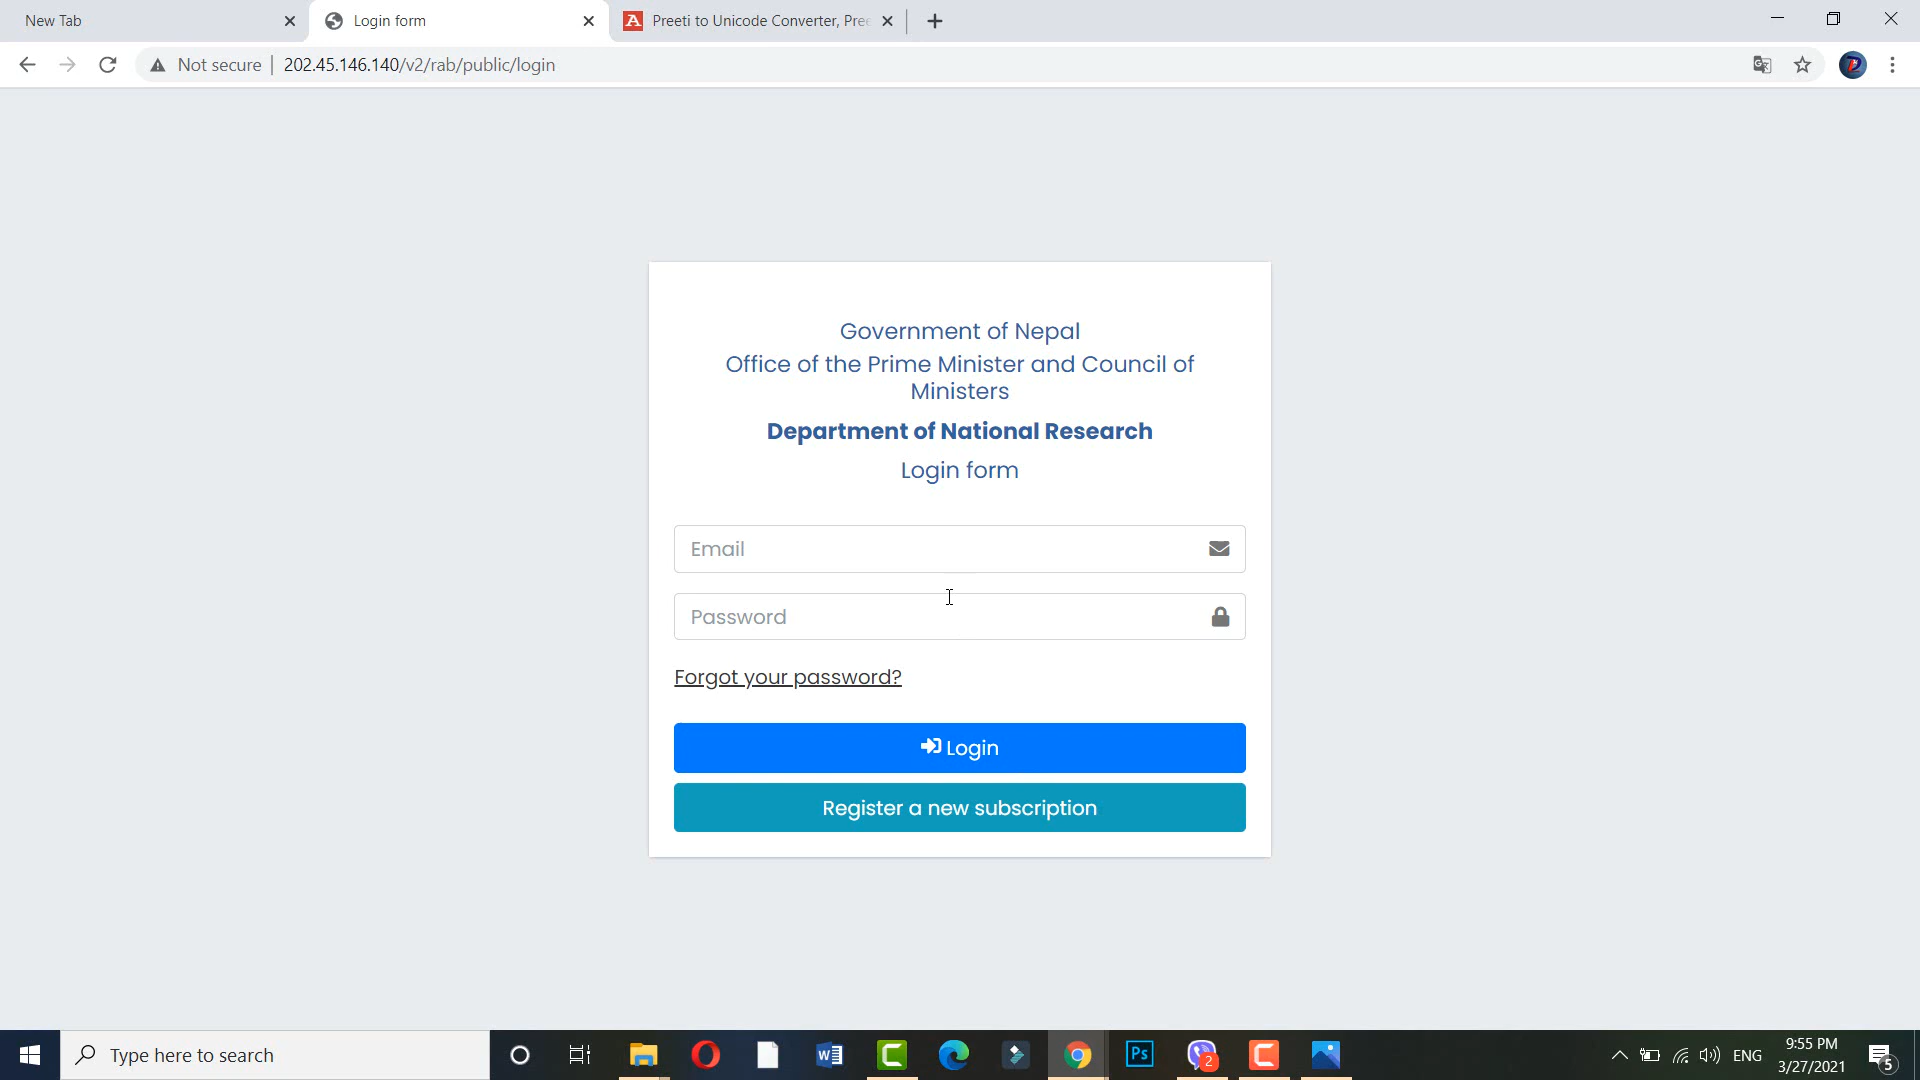 New Tab
Login form
Preeti to Unicode Converter, Pree
Not secure
202.45.146.140/v2/rab/public/login
Government of Nepal
Office of the Prime Minister and Council of
Ministers
Department of National Research
Login form
Email
Password
Forgot your password?
Login
Register a new subscription
Type here to search
Ps
2
ENG
9:55 PM
3/27/2021
5